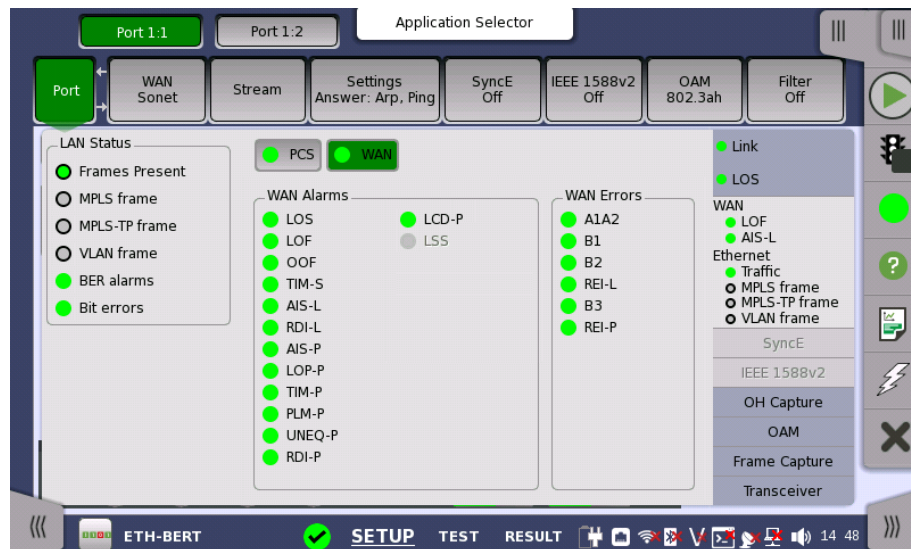 Application Selector
Port 1:1
Port 1:2
Port
WAN
Sonet
Stream
Settings
Answer: Arp, Ping
SyncE
Off
IEEE 1588v2
Off
OAM
802.3ah
Filter
Off
LAN Status
Frames Present
MPLS frame
MPLS-TP frame
VLAN frame
BER alarms
Bit errors
PCS
WAN
WAN Alarms
LOS
LOF
OOF
TIM-S
AIS-L
RDI-L
AIS-P
LOP-P
TIM-P
PLM-P
UNEQ-P
RDI-P
LCD-P
LSS
WAN Errors
A1A2
B1
B2
REI-L
B3
REI-P
Link
LOS
WAN
LOF
AIS-L
Ethernet
Traffic
MPLS frame
MPLS-TP frame
VLAN frame
SyncE
IEEE 1588v2
OH Capture
OAM
Frame Capture
Transceiver
ETH-BERT
SETUP
TEST
RESULT
14 48